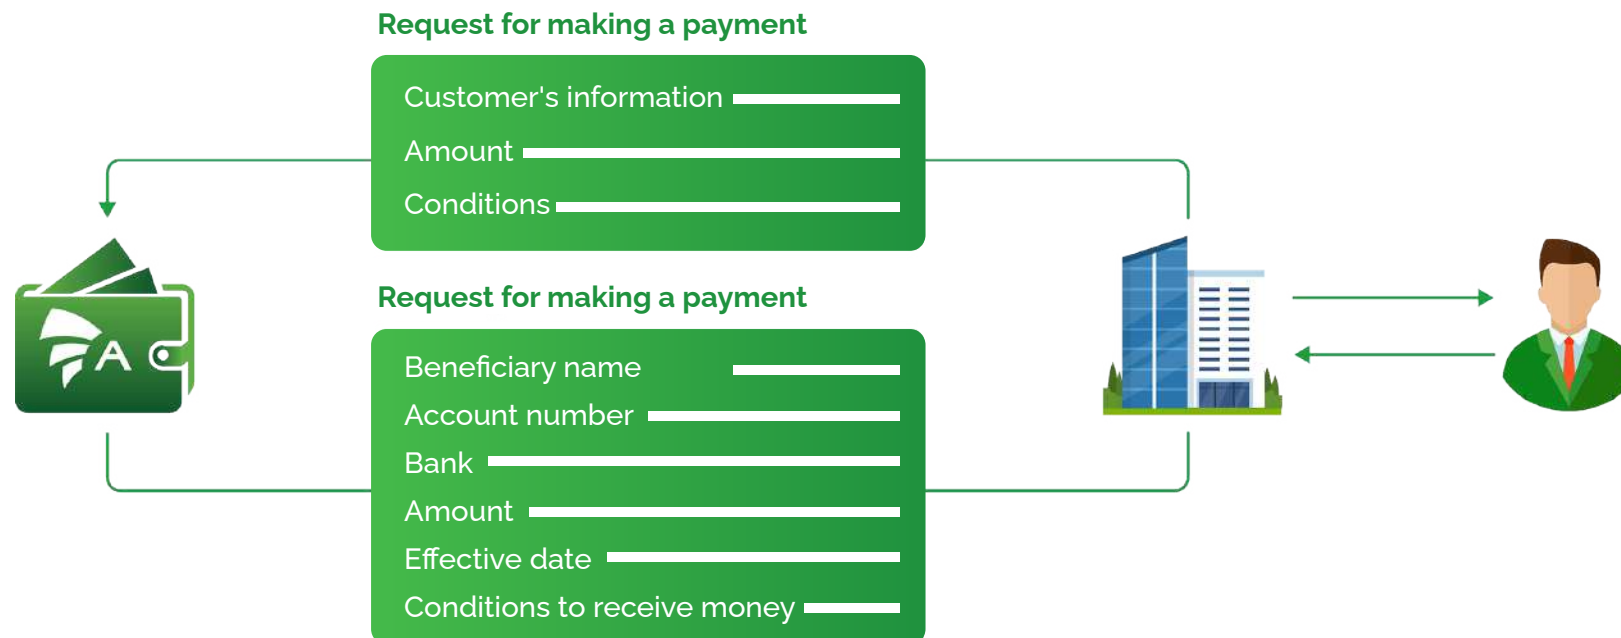 Request for making a payment
Customer's information
Amount
Conditions
Request for making a payment
Beneficiary name
Account number
Bank
Amount
Effective date
Conditions to receive money
A